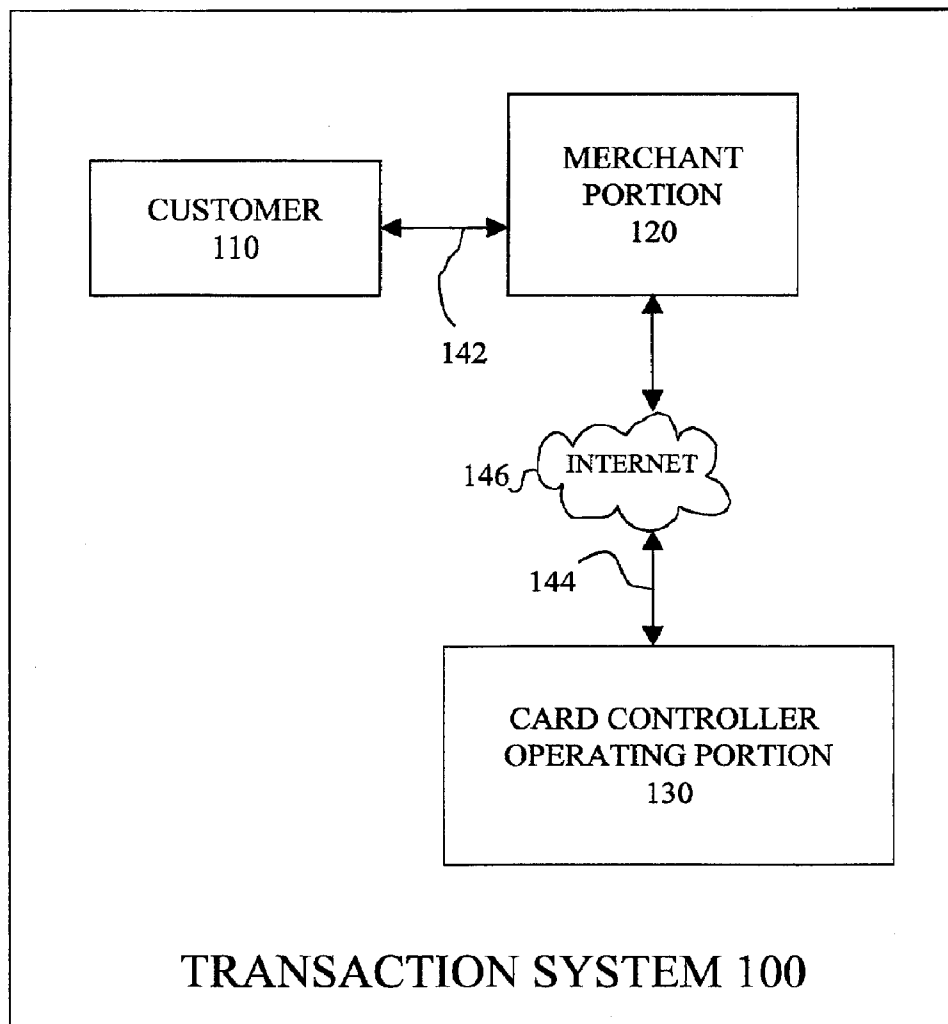 CUSTOMER
110
MERCHANT
PORTION
120
142
146
INTERNET
144
CARD CONTROLLER
OPERATING PORTION
130
TRANSACTION SYSTEM 100